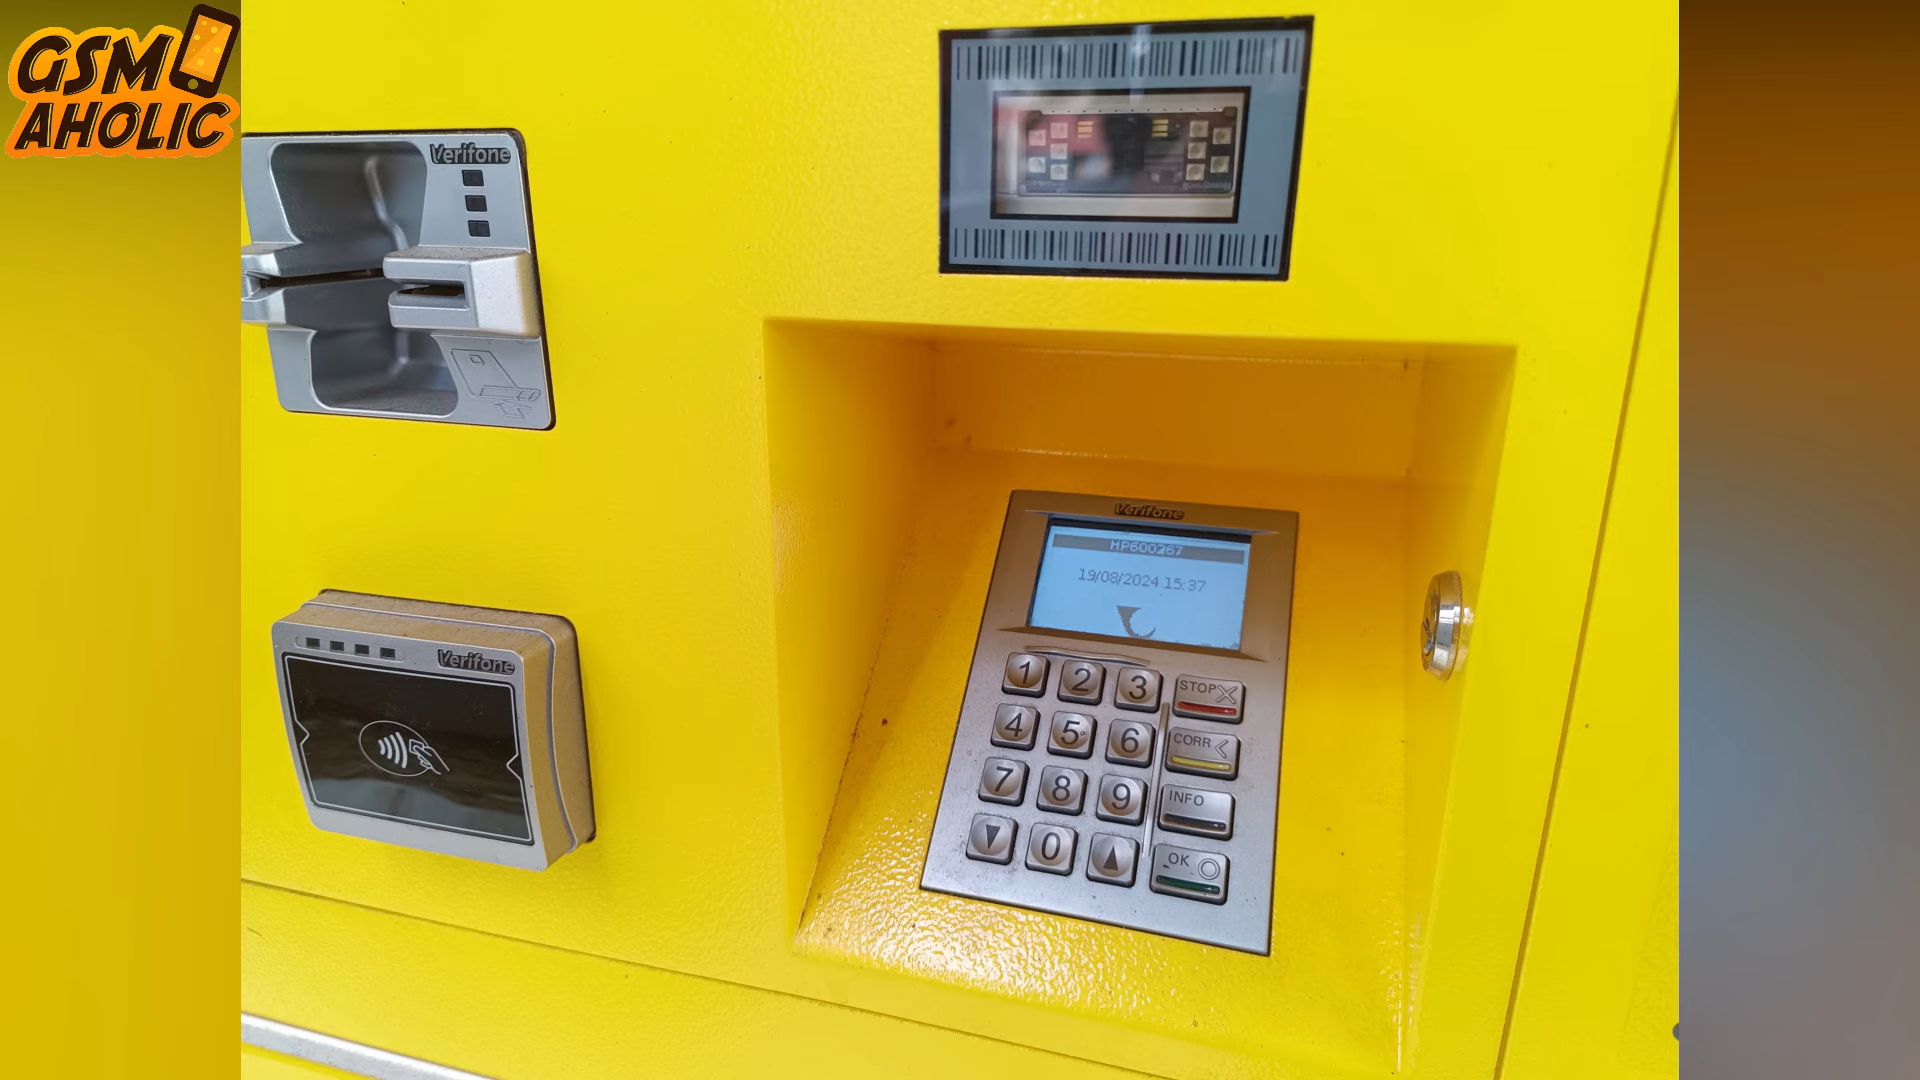 GSM
AHOLIC
Verifone
Honeywell
Verifone
HP600267
19/08/2024 15:37
Verifone
1 2 3 STOP
4 5 6 CORR
7 8 9 INFO
0 OK